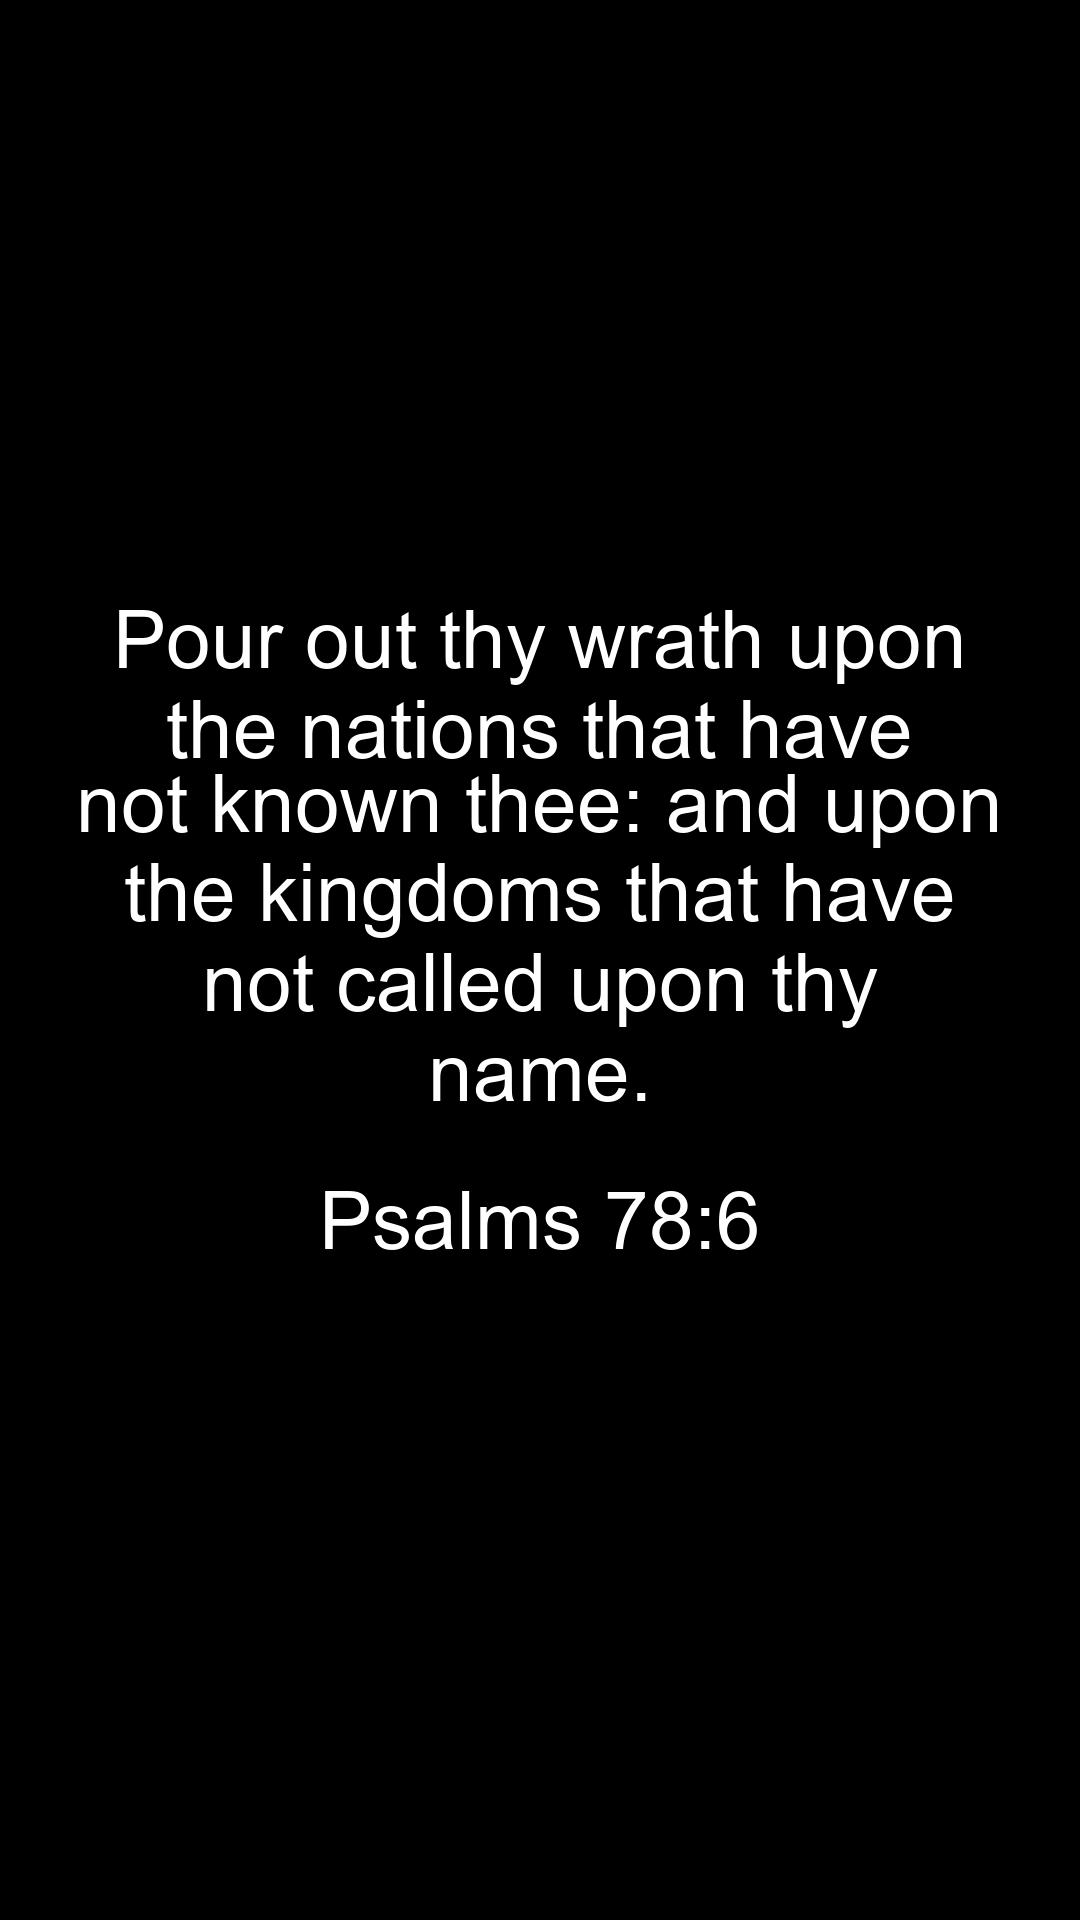 Pour out thy wrath upon
the nations that have
not known thee: and upon
the kingdoms that have
not called upon thy
name.
Psalms 78:6